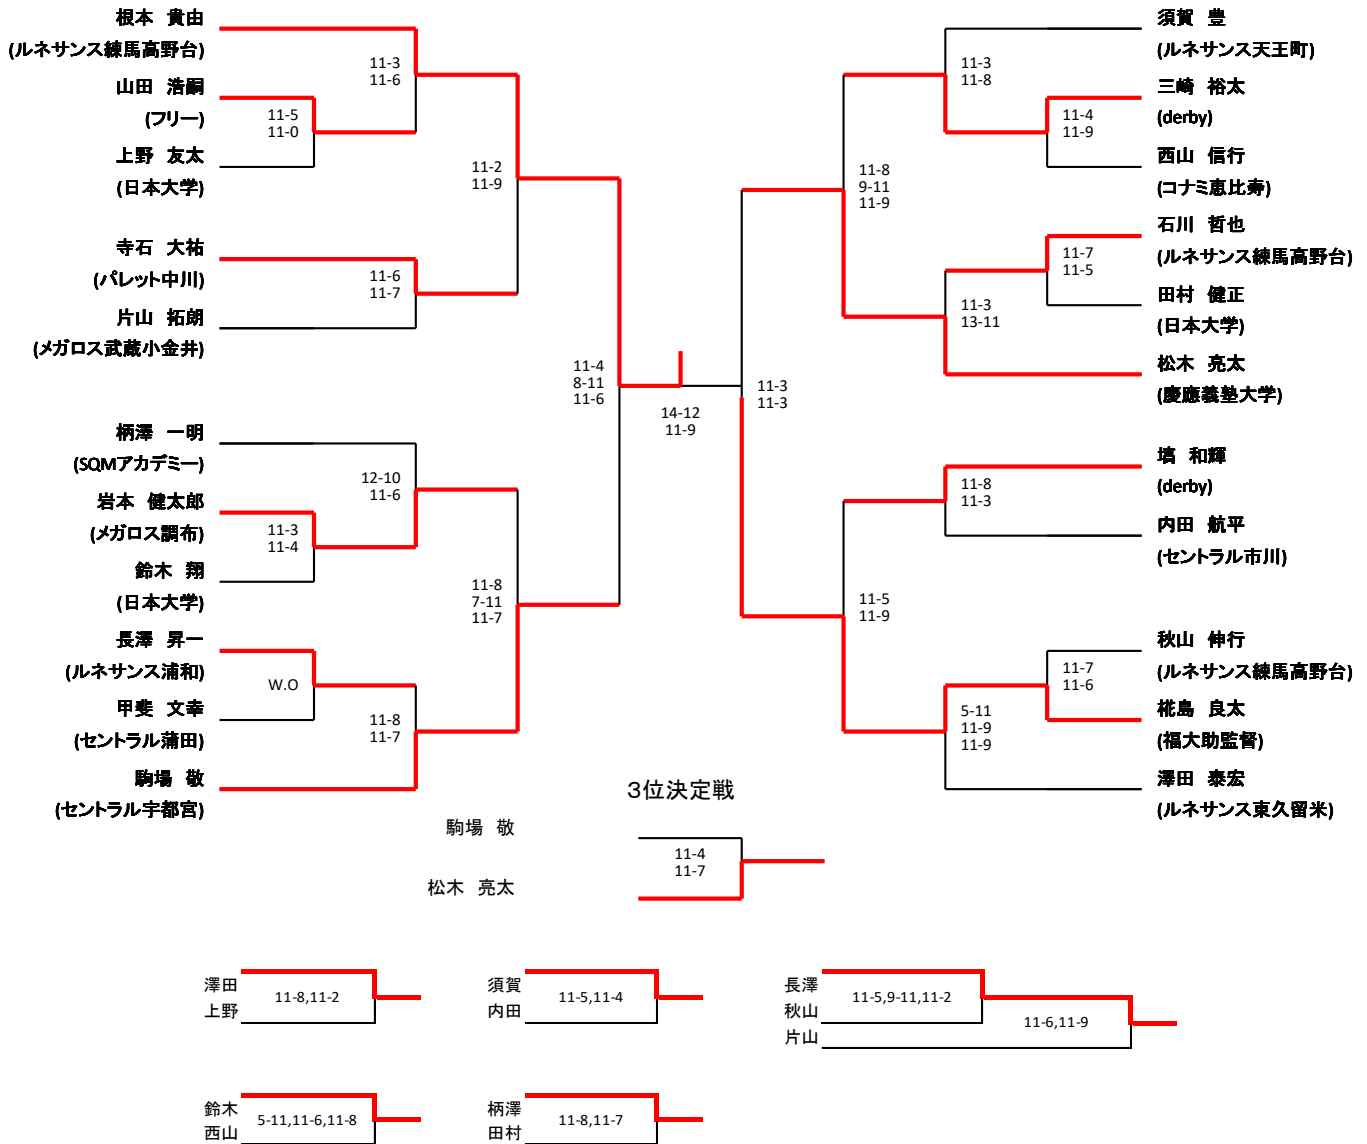 根本 貴由
(ルネサンス練馬高野台)
11-3
11-6
山田 浩嗣
(フリー)
11-5
11-0
上野 友太
(日本大学)
11-2
11-9
寺石 大祐
(パレット中川)
11-6
11-7
片山 拓朗
(メガロス武蔵小金井)
11-4
8-11
11-6
柄澤 一明
(SQMアカデミー)
12-10
11-6
岩本 健太郎
(メガロス調布)
11-3
11-4
鈴木 翔
(日本大学)
11-8
7-11
11-7
長澤 昇一
(ルネサンス浦和)
W.O
甲斐 文幸
(セントラル蒲田)
11-8
11-7
駒場 敬
(セントラル宇都宮)
14-12
11-9
須賀 豊
(ルネサンス天王町)
11-3
11-8
三崎 裕太
(derby)
11-4
11-9
西山 信行
(コナミ恵比寿)
11-8
9-11
11-9
石川 哲也
(ルネサンス練馬高野台)
11-7
11-5
田村 健正
(日本大学)
11-3
13-11
松木 亮太
(慶應義塾大学)
11-3
11-3
塙 和輝
(derby)
11-8
11-3
内田 航平
(セントラル市川)
11-5
11-9
秋山 伸行
(ルネサンス練馬高野台)
11-7
11-6
椛島 良太
(福大助監督)
5-11
11-9
11-9
澤田 泰宏
(ルネサンス東久留米)
3位決定戦
駒場 敬
11-4
11-7
松木 亮太
澤田
11-8,11-2
上野
須賀
11-5,11-4
内田
長澤
11-5,9-11,11-2
秋山
11-6,11-9
片山
鈴木
5-11,11-6,11-8
西山
柄澤
11-8,11-7
田村